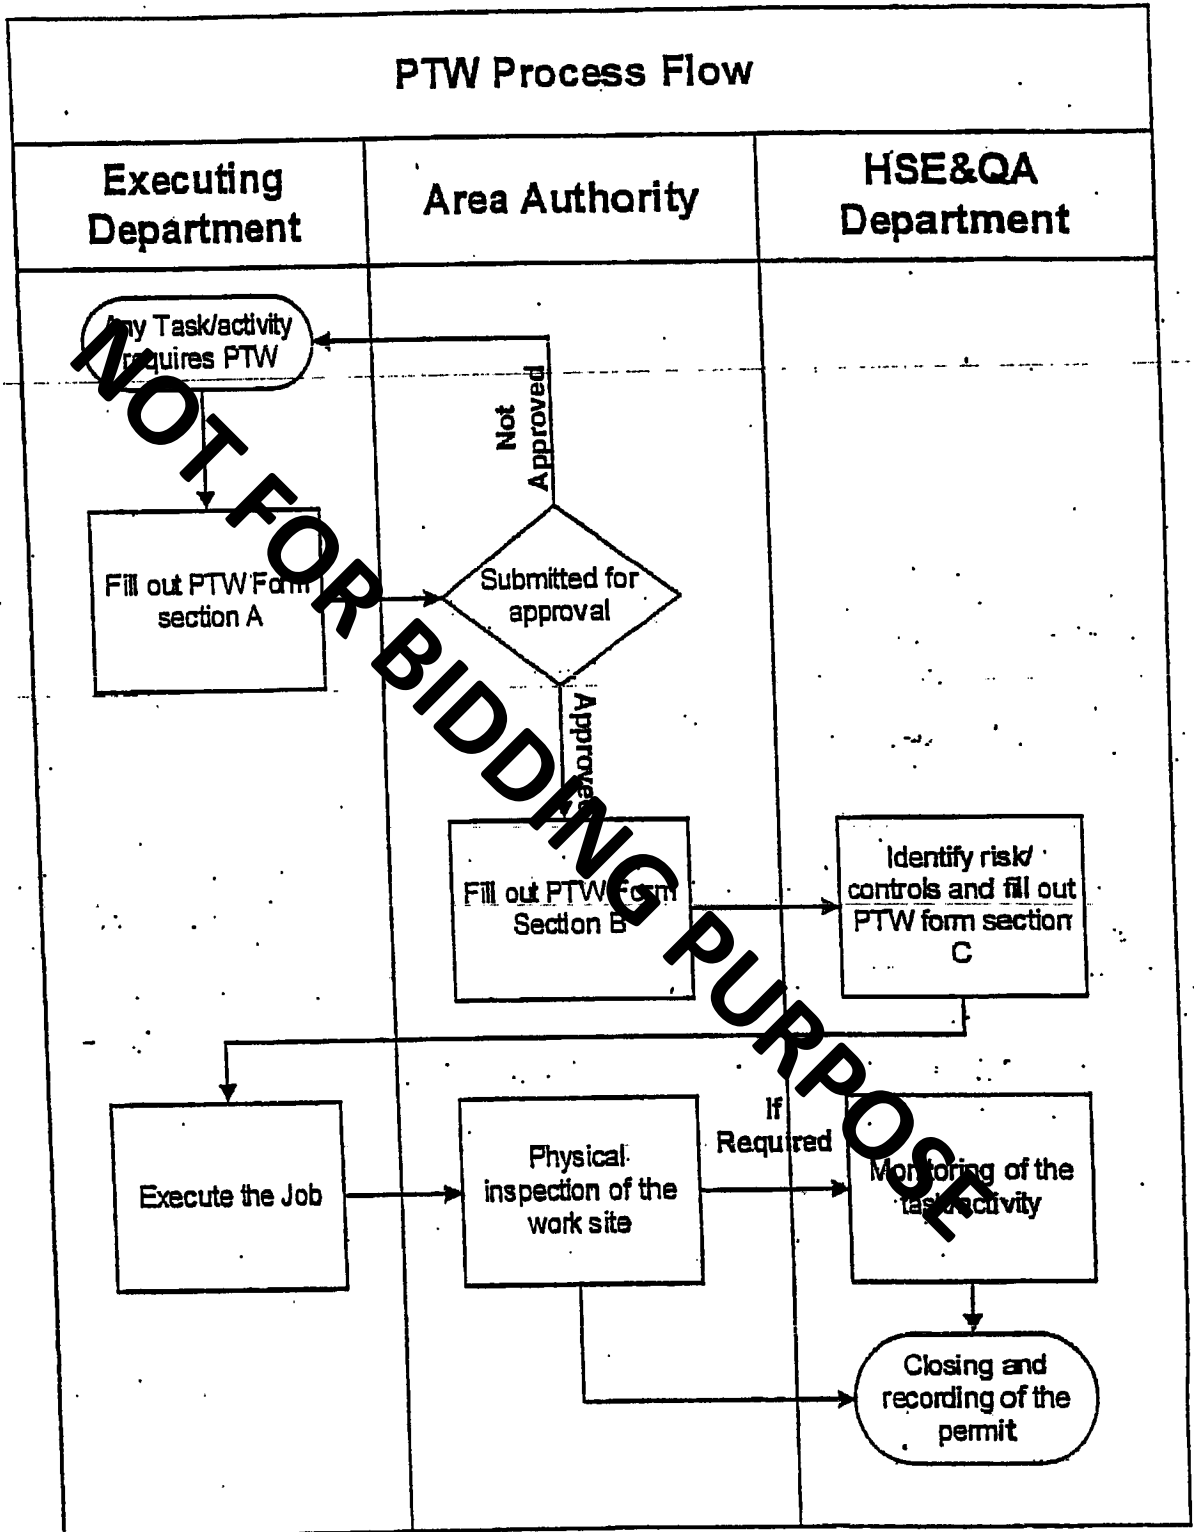 PTW Process Flow
Executing
Department
Area Authority
HSE&QA
Department
Any Task/activity
requires PTW
Not
Approved
Fill out PTW Form
section A
Submitted for
approval
Approved
Fill out PTW Form
Section B
Identify risk/
controls and fill out
PTW form section
C
Execute the Job
Physical
inspection of the
work site
If
Required
Monitoring of the
task/activity
Closing and
recording of the
permit
NOT FOR BIDDING PURPOSE